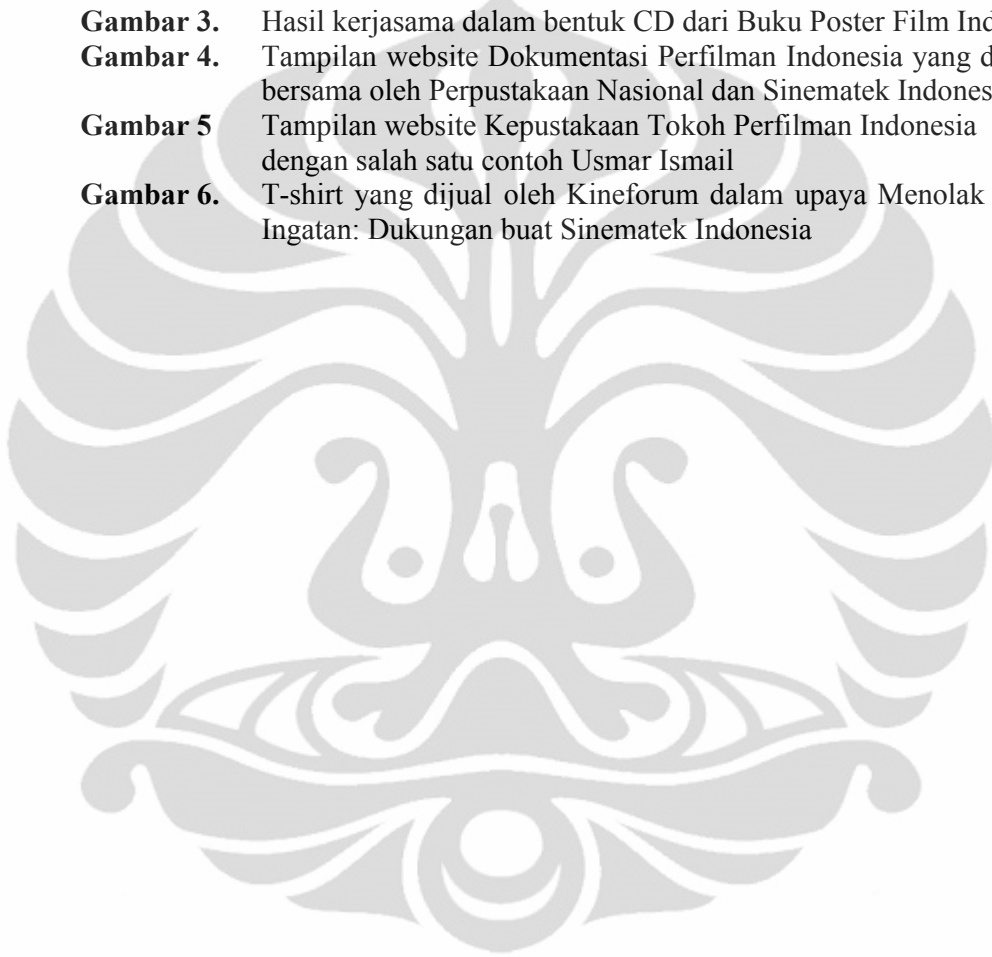 Gambar 3. Hasil kerjasama dalam bentuk CD dari Buku Poster Film Ind
Gambar 4. Tampilan website Dokumentasi Perfilman Indonesia yang d
bersama oleh Perpustakaan Nasional dan Sinematek Indones
Gambar 5 Tampilan website Kepustakaan Tokoh Perfilman Indonesia
dengan salah satu contoh Usmar Ismail
Gambar 6. T-shirt yang dijual oleh Kineforum dalam upaya Menolak
Ingatan: Dukungan buat Sinematek Indonesia